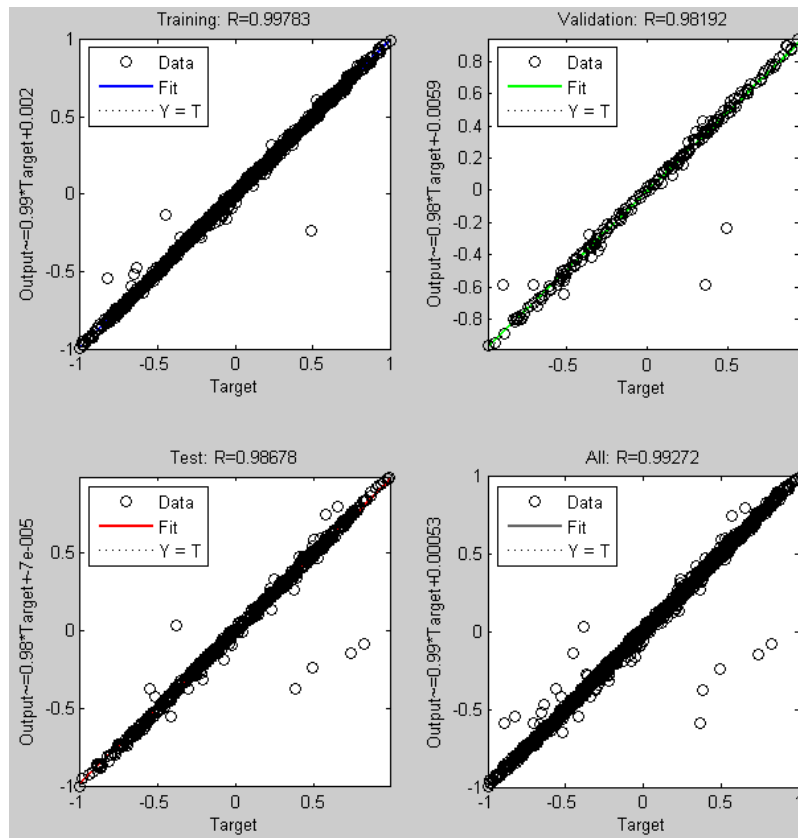 Training: R=0.99783
Output~=0.99*Target+0.002
1
0.5
0
-0.5
-1
Data
Fit
Y = T
-1
-0.5
0
0.5
1
Target
Validation: R=0.98192
Output~=0.98*Target+-0.0059
0.8
0.6
0.4
0.2
0
-0.2
-0.4
-0.6
-0.8
Data
Fit
Y = T
-0.5
0
0.5
Target
Test: R=0.98678
Output~=0.98*Target+-7e-005
0.5
0
-0.5
-1
Data
Fit
Y = T
-1
-0.5
0
0.5
Target
All: R=0.99272
Output~=0.99*Target+0.00053
1
0.5
0
-0.5
-1
Data
Fit
Y = T
-1
-0.5
0
0.5
1
Target